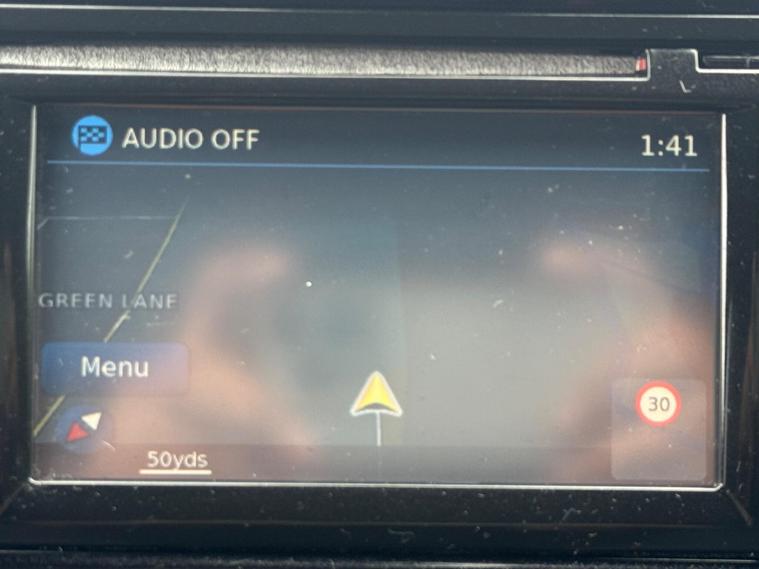 AUDIO OFF
1:41
GREEN LANE
Menu
30
50yds